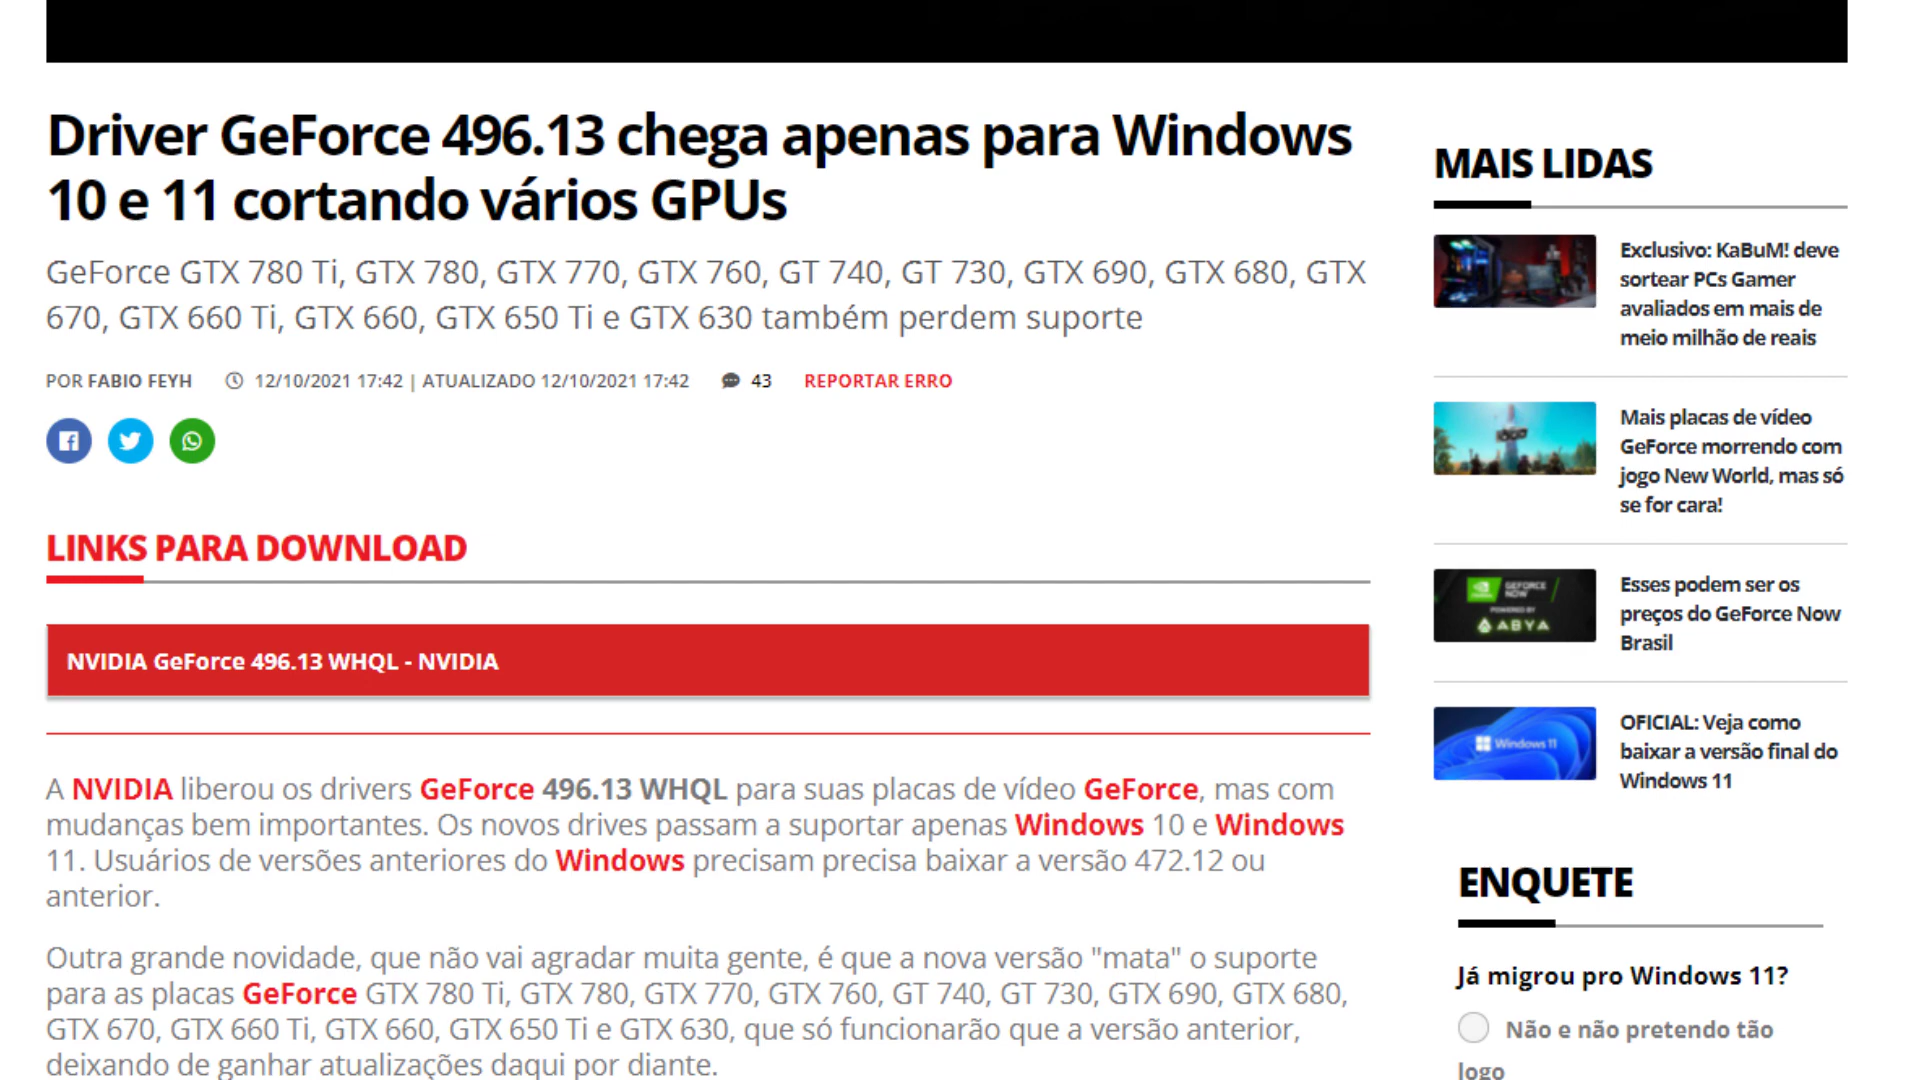 Driver GeForce 496.13 chega apenas para Windows
10 e 11 cortando vários GPUs
GeForce GTX 780 Ti, GTX 780, GTX 770, GTX 760, GT 740, GT 730, GTX 690, GTX 680, GTX
670, GTX 660 Ti, GTX 660, GTX 650 Ti e GTX 630 também perdem suporte
POR FABIO FEYH 12/10/2021 17:42 | ATUALIZADO 12/10/2021 17:42 43 REPORTAR ERRO
LINKS PARA DOWNLOAD
NVIDIA GeForce 496.13 WHQL - NVIDIA
A NVIDIA liberou os drivers GeForce 496.13 WHQL para suas placas de vídeo GeForce, mas com
mudanças bem importantes. Os novos drives passam a suportar apenas Windows 10 e Windows
11. Usuários de versões anteriores do Windows precisam precisa baixar a versão 472.12 ou
anterior.
Outra grande novidade, que não vai agradar muita gente, é que a nova versão "mata" o suporte
para as placas GeForce GTX 780 Ti, GTX 780, GTX 770, GTX 760, GT 740, GT 730, GTX 690, GTX 680,
GTX 670, GTX 660 Ti, GTX 660, GTX 650 Ti e GTX 630, que só funcionarão que a versão anterior,
deixando de ganhar atualizações daqui por diante.
MAIS LIDAS
Exclusivo: KaBuM! deve
sortear PCs Gamer
avaliados em mais de
meio milhão de reais
Mais placas de vídeo
GeForce morrendo com
jogo New World, mas só
se for cara!
GEFORCE
NOW
POWERED BY
ABYA
Esses podem ser os
preços do GeForce Now
Brasil
Windows 11
OFICIAL: Veja como
baixar a versão final do
Windows 11
ENQUETE
Já migrou pro Windows 11?
Não e não pretendo tão
logo